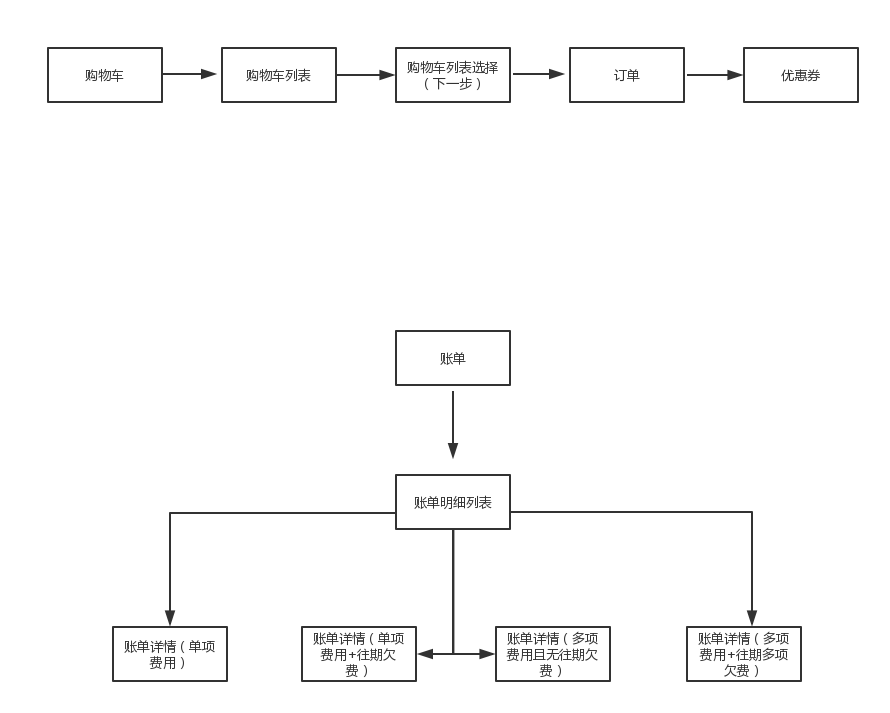 购物车
购物车列表
购物车列表选择
（下一步）
订单
优惠券
账单
账单明细列表
账单详情（单项
费用）
账单详情（单项
费用+往期欠
费）
账单详情（多项
费用且无往期欠
费）
账单详情（多项
费用+往期多项
欠费）